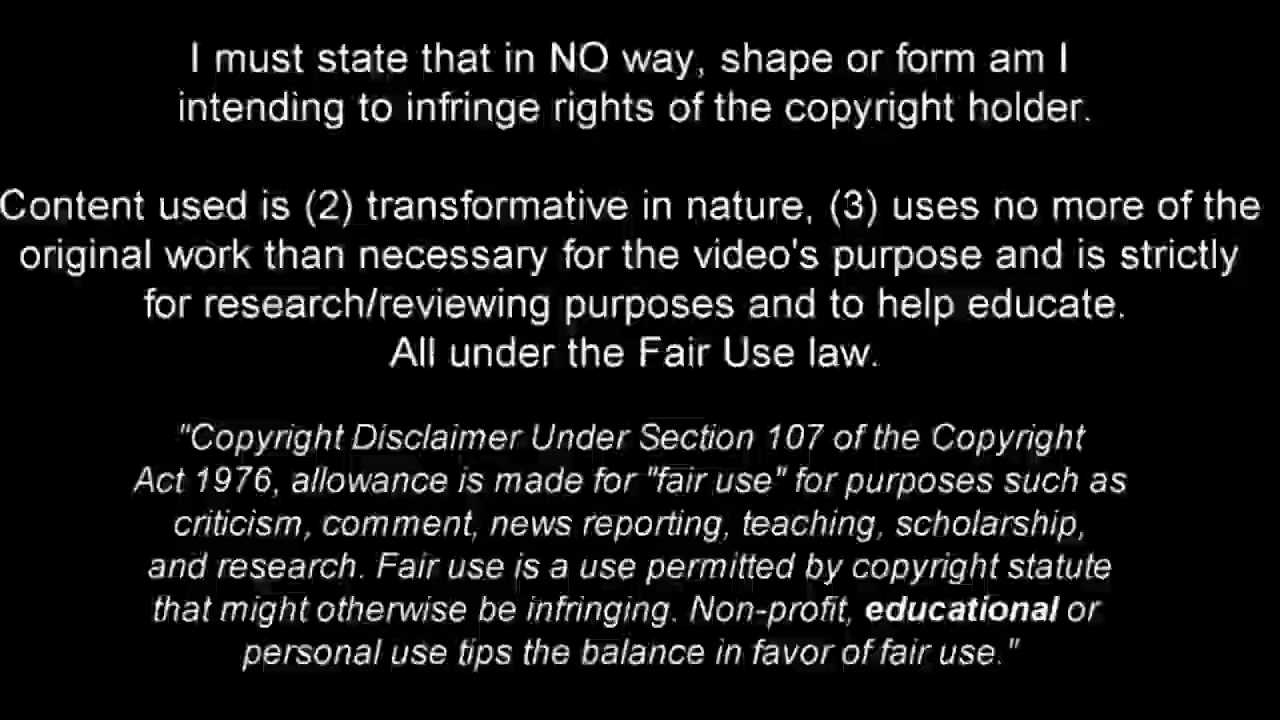 I must state that in NO way, shape or form am I
intending to infringe rights of the copyright holder.
Content used is (2) transformative in nature, (3) uses no more of the
original work than necessary for the video's purpose and is strictly
for research/reviewing purposes and to help educate.
All under the Fair Use law.
"Copyright Disclaimer Under Section 107 of the Copyright
Act 1976, allowance is made for "fair use" for purposes such as
criticism, comment, news reporting, teaching, scholarship,
and research. Fair use is a use permitted by copyright statute
that might otherwise be infringing. Non-profit, educational or
personal use tips the balance in favor of fair use."